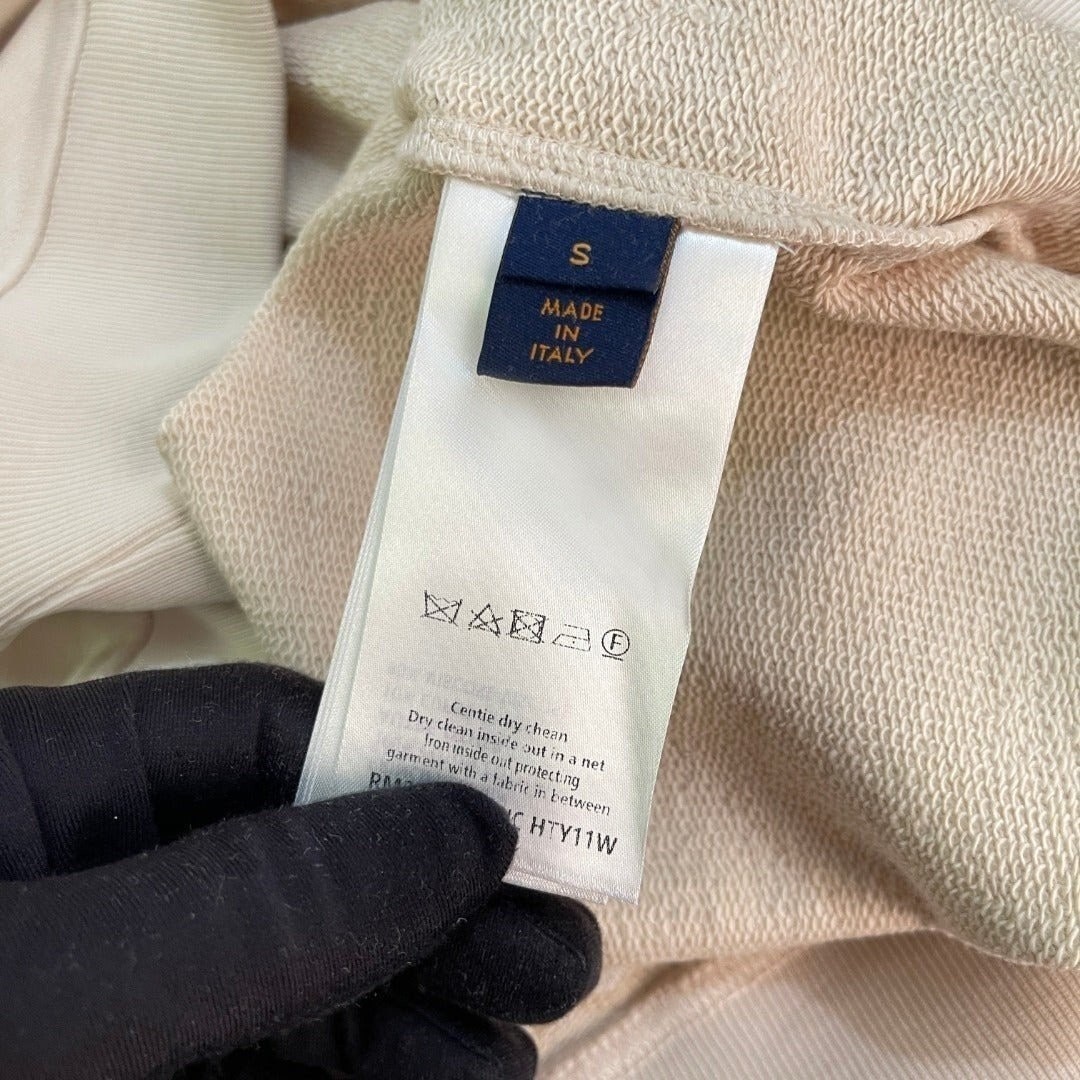 S
MADE
IN
ITALY
F
Centie dry chean
Dry clean inside out in a net
Iron inside out protecting
garment with a fabric in between
HTY11W